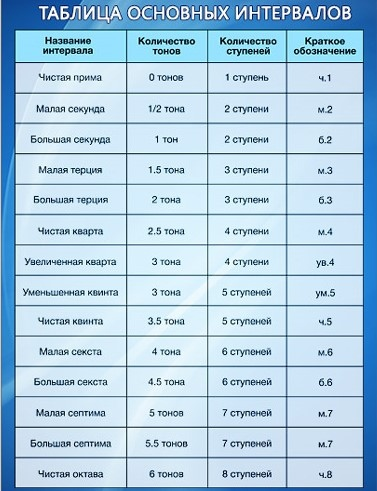 ТАБЛИЦА ОСНОВНЫХ ИНТЕРВАЛОВ
Название интервала Количество тонов Количество ступеней Краткое обозначение
Чистая прима 0 тонов 1 ступень ч.1
Малая секунда 1/2 тона 2 ступени м.2
Большая секунда 1 тон 2 ступени б.2
Малая терция 1.5 тона 3 ступени м.3
Большая терция 2 тона 3 ступени б.3
Чистая кварта 2.5 тона 4 ступени м.4
Увеличенная кварта 3 тона 4 ступени ув.4
Уменьшенная квинта 3 тона 5 ступеней ум.5
Чистая квинта 3.5 тона 5 ступеней ч.5
Малая секста 4 тона 6 ступеней м.6
Большая секста 4.5 тона 6 ступеней б.6
Малая септима 5 тонов 7 ступеней м.7
Большая септима 5.5 тонов 7 ступеней м.7
Чистая октава 6 тонов 8 ступеней ч.8